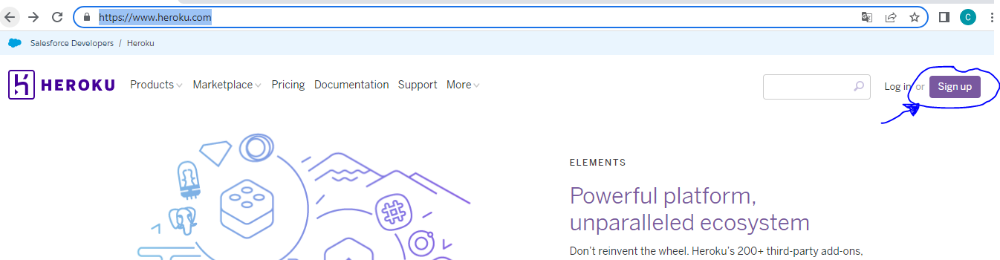 https://www.heroku.com
C
Salesforce Developers / Heroku
HEROKU Products Marketplace Pricing Documentation Support More Log in or Sign up
ELEMENTS
Powerful platform,
unparalleled ecosystem
Don't reinvent the wheel. Heroku's 200+ third-party add-ons,